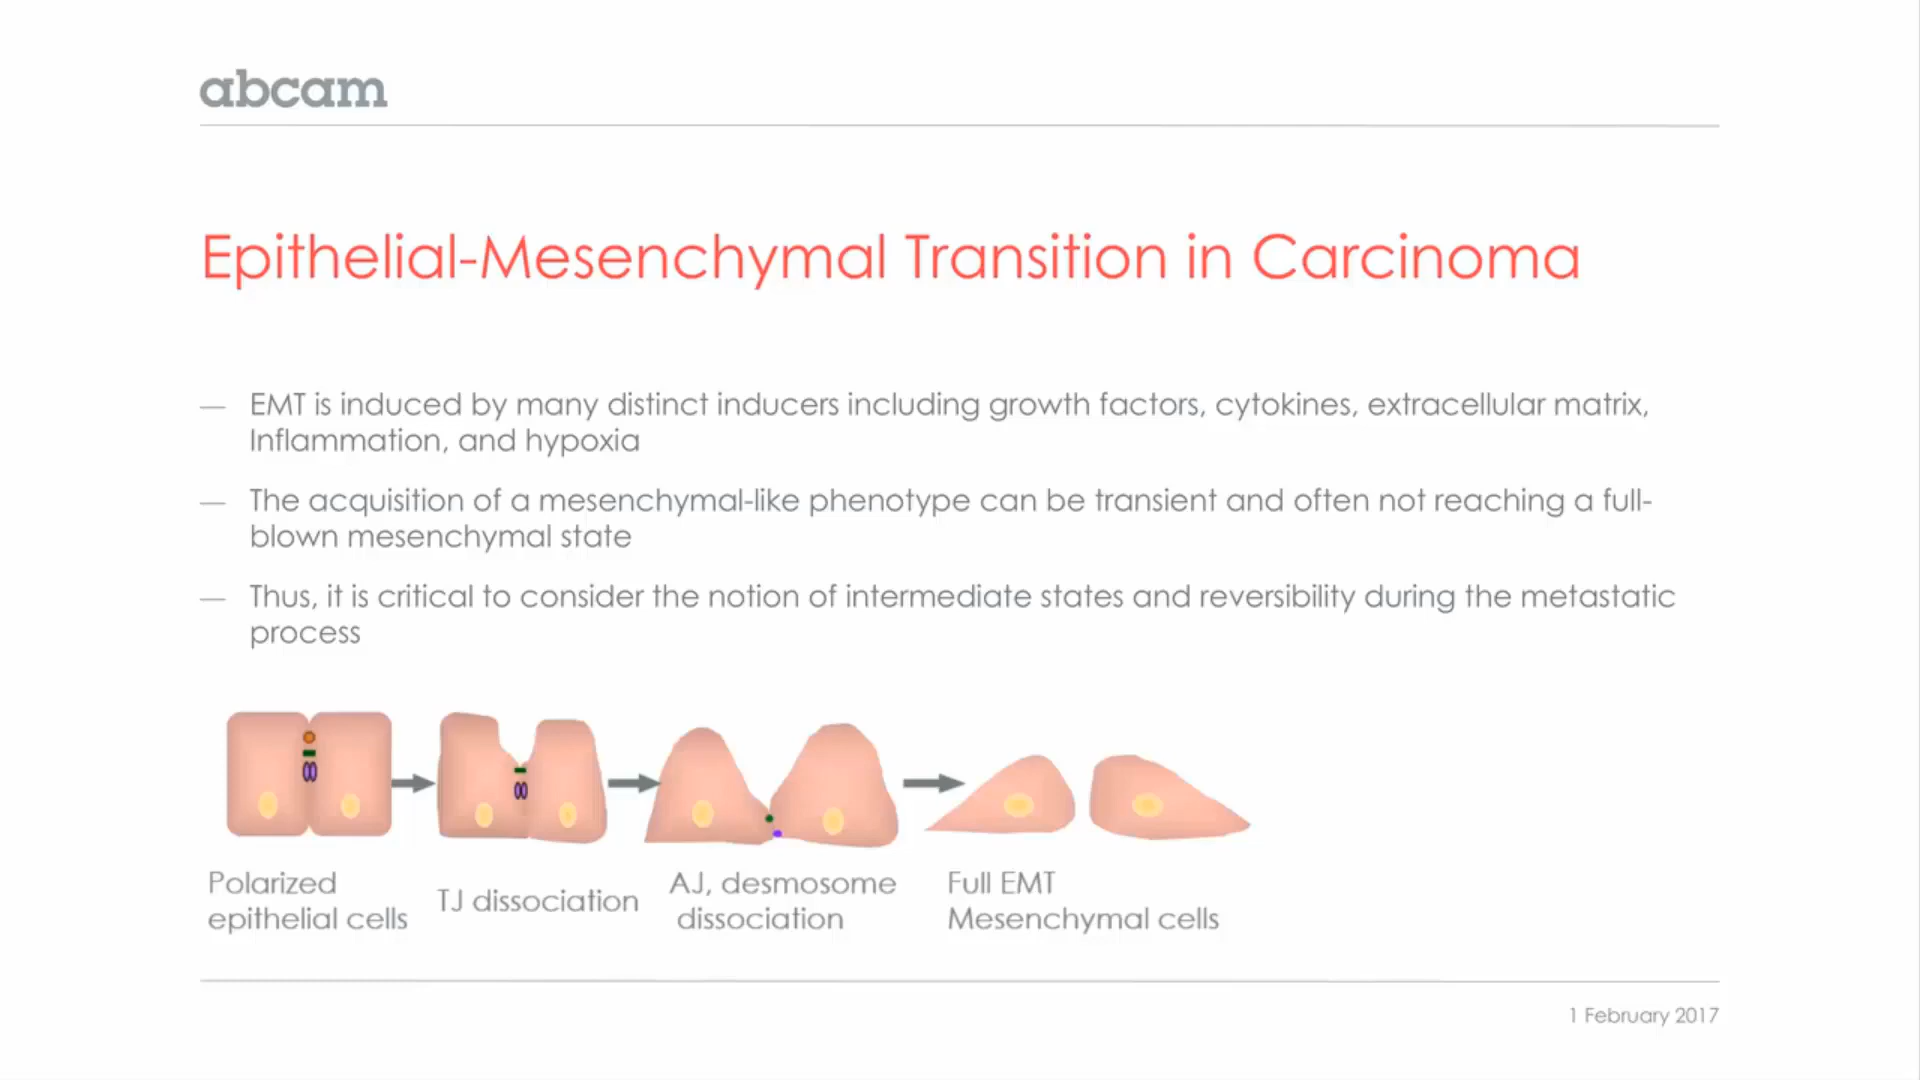 abcam
Epithelial-Mesenchymal Transition in Carcinoma
— EMT is induced by many distinct inducers including growth factors, cytokines, extracellular matrix,
Inflammation, and hypoxia
— The acquisition of a mesenchymal-like phenotype can be transient and often not reaching a full-
blown mesenchymal state
— Thus, it is critical to consider the notion of intermediate states and reversibility during the metastatic
process
Polarized
epithelial cells
TJ dissociation
AJ, desmosome
dissociation
Full EMT
Mesenchymal cells
1 February 2017